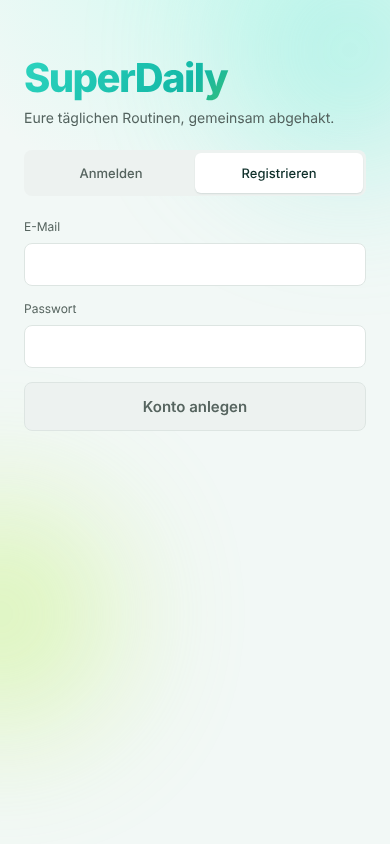 SuperDaily
Eure täglichen Routinen, gemeinsam abgehakt.
Anmelden
Registrieren
E-Mail
Passwort
Konto anlegen